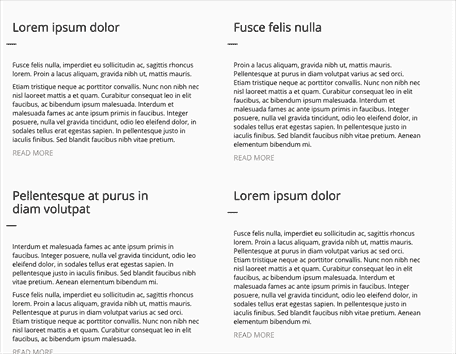 Lorem ipsum dolor
Fusce felis nulla, imperdiet eu sollicitudin ac, sagittis rhoncus
lorem. Proin a lacus aliquam, gravida nibh ut, mattis mauris.
Etiam tristique neque ac porttitor convallis. Nunc non nibh nec
nisl laoreet mattis a et quam. Curabitur consequat leo in elit
faucibus, ac bibendum ipsum malesuada. Interdum et
malesuada fames ac ante ipsum primis in faucibus. Integer
posuere, nulla vel gravida tincidunt, odio leo eleifend dolor, in
sodales tortor erat egestas sapien. In pellentesque justo in
iaculis finibus. Sed blandit faucibus nibh vitae fermentum.
READ MORE
Fusce felis nulla
Proin a lacus aliquam, gravida nibh ut, mattis mauris.
Pellentesque at purus in diam volutpat varius ac sed orci.
Etiam tristique neque ac porttitor convallis. Nunc non nibh nec
nisl laoreet mattis a et quam. Curabitur consequat leo in elit
faucibus, ac bibendum ipsum malesuada. Interdum et
malesuada fames ac ante ipsum primis in faucibus. Integer
posuere, nulla vel gravida tincidunt, odio leo eleifend dolor, in
sodales tortor erat egestas sapien. In pellentesque justo in
iaculis finibus. Sed blandit faucibus nibh vitae pretium. Aenean
elementum bibendum mi.
READ MORE
Pellentesque at purus in
diam volutpat
Interdum et malesuada fames ac ante ipsum primis in
faucibus. Integer posuere, nulla vel gravida tincidunt, odio leo
eleifend dolor, in sodales tortor erat egestas sapien. In
pellentesque justo in iaculis finibus. Sed blandit faucibus nibh
vitae pretium. Aenean elementum bibendum mi.
Fusce felis nulla, imperdiet eu sollicitudin ac, sagittis rhoncus
lorem. Proin a lacus aliquam, gravida nibh ut, mattis mauris.
Pellentesque at purus in diam volutpat varius ac sed orci.
Etiam tristique neque ac porttitor convallis. Nunc non nibh nec
nisl laoreet mattis a et quam. Curabitur consequat leo in elit
faucibus, ac bibendum ipsum malesuada.
READ MORE
Lorem ipsum dolor
Fusce felis nulla, imperdiet eu sollicitudin ac, sagittis rhoncus
lorem. Proin a lacus aliquam, gravida nibh ut, mattis mauris.
Pellentesque at purus in diam volutpat varius ac sed orci.
Etiam tristique neque ac porttitor convallis. Nunc non nibh nec
nisl laoreet mattis a et quam. Curabitur consequat leo in elit
faucibus, ac bibendum ipsum malesuada. Interdum et
malesuada fames ac ante ipsum primis in faucibus. Integer
posuere, nulla vel gravida tincidunt, odio leo eleifend dolor, in
sodales tortor erat egestas sapien. In pellentesque justo in
iaculis finibus. Sed blandit faucibus nibh vitae pretium. Aenean
elementum bibendum mi.
READ MORE